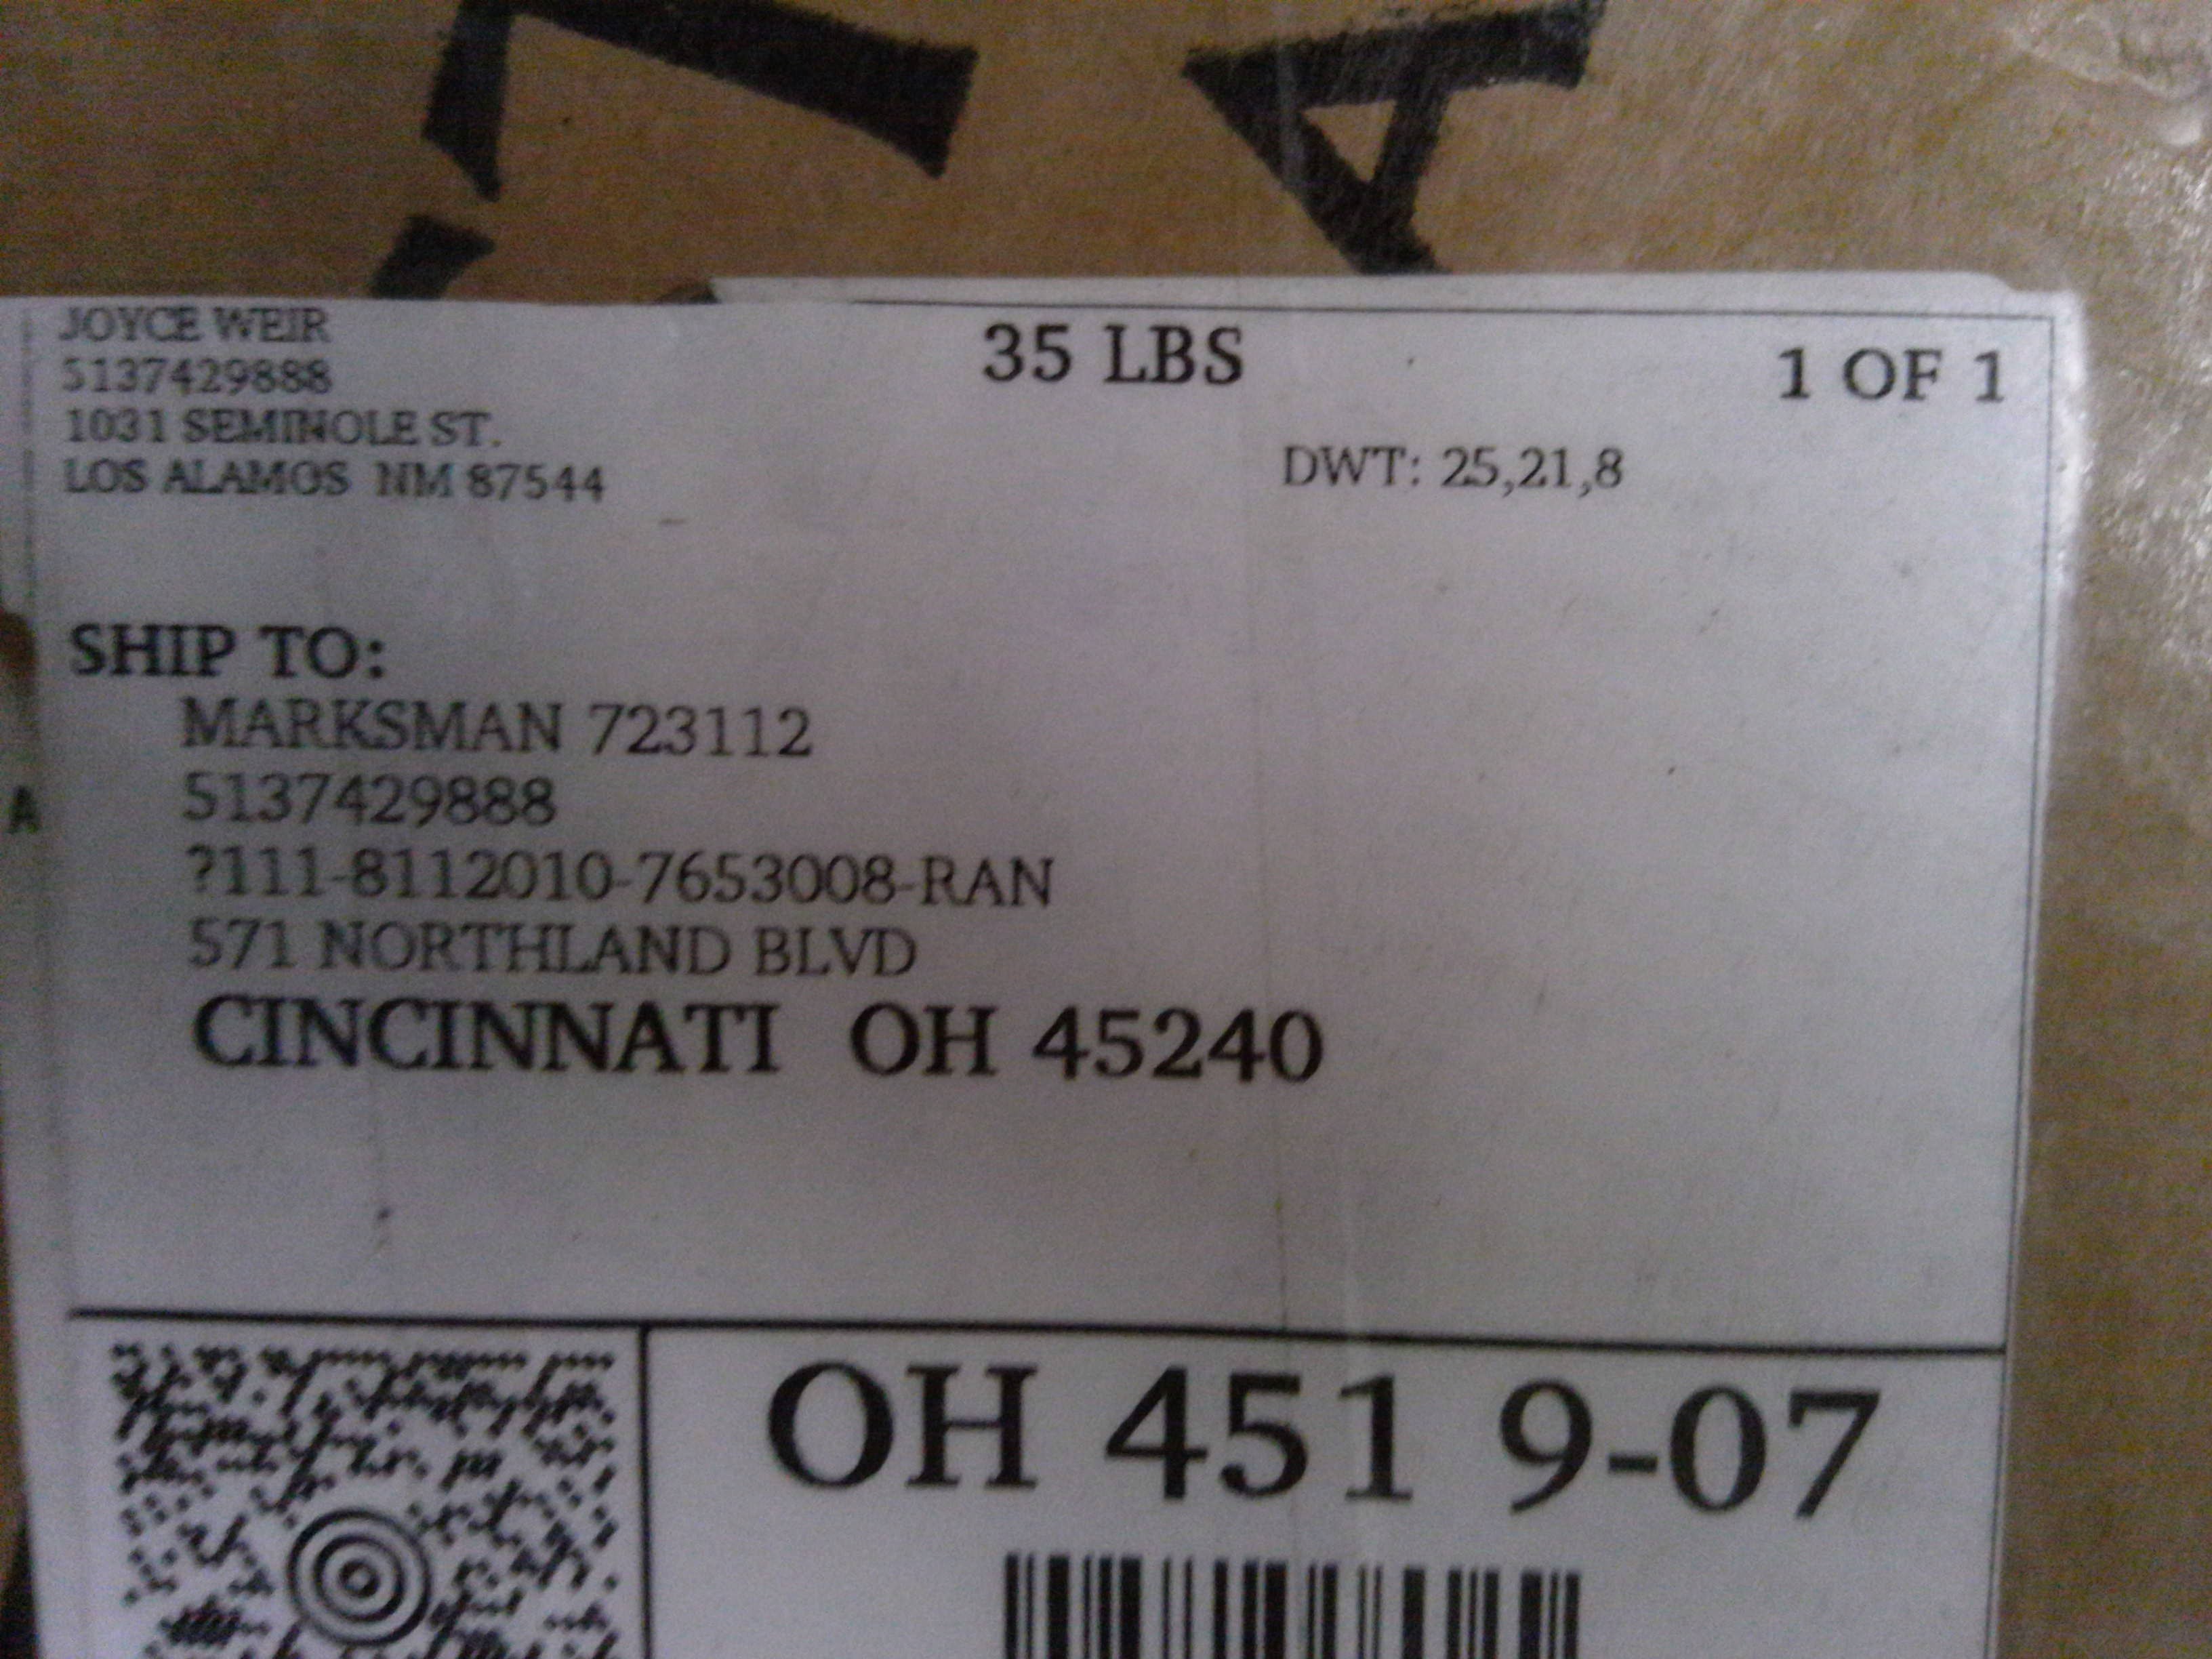 A
JOYCE WEIR
5137429888
1031 SEMINOLE ST.
LOS ALAMOS NM 87544
35 LBS
1 OF 1
DWT: 25,21,8
SHIP TO:
MARKSMAN 723112
5137429888
?111-8112010-7653008-RAN
571 NORTHLAND BLVD
CINCINNATI OH 45240
A
OH 451 9-07